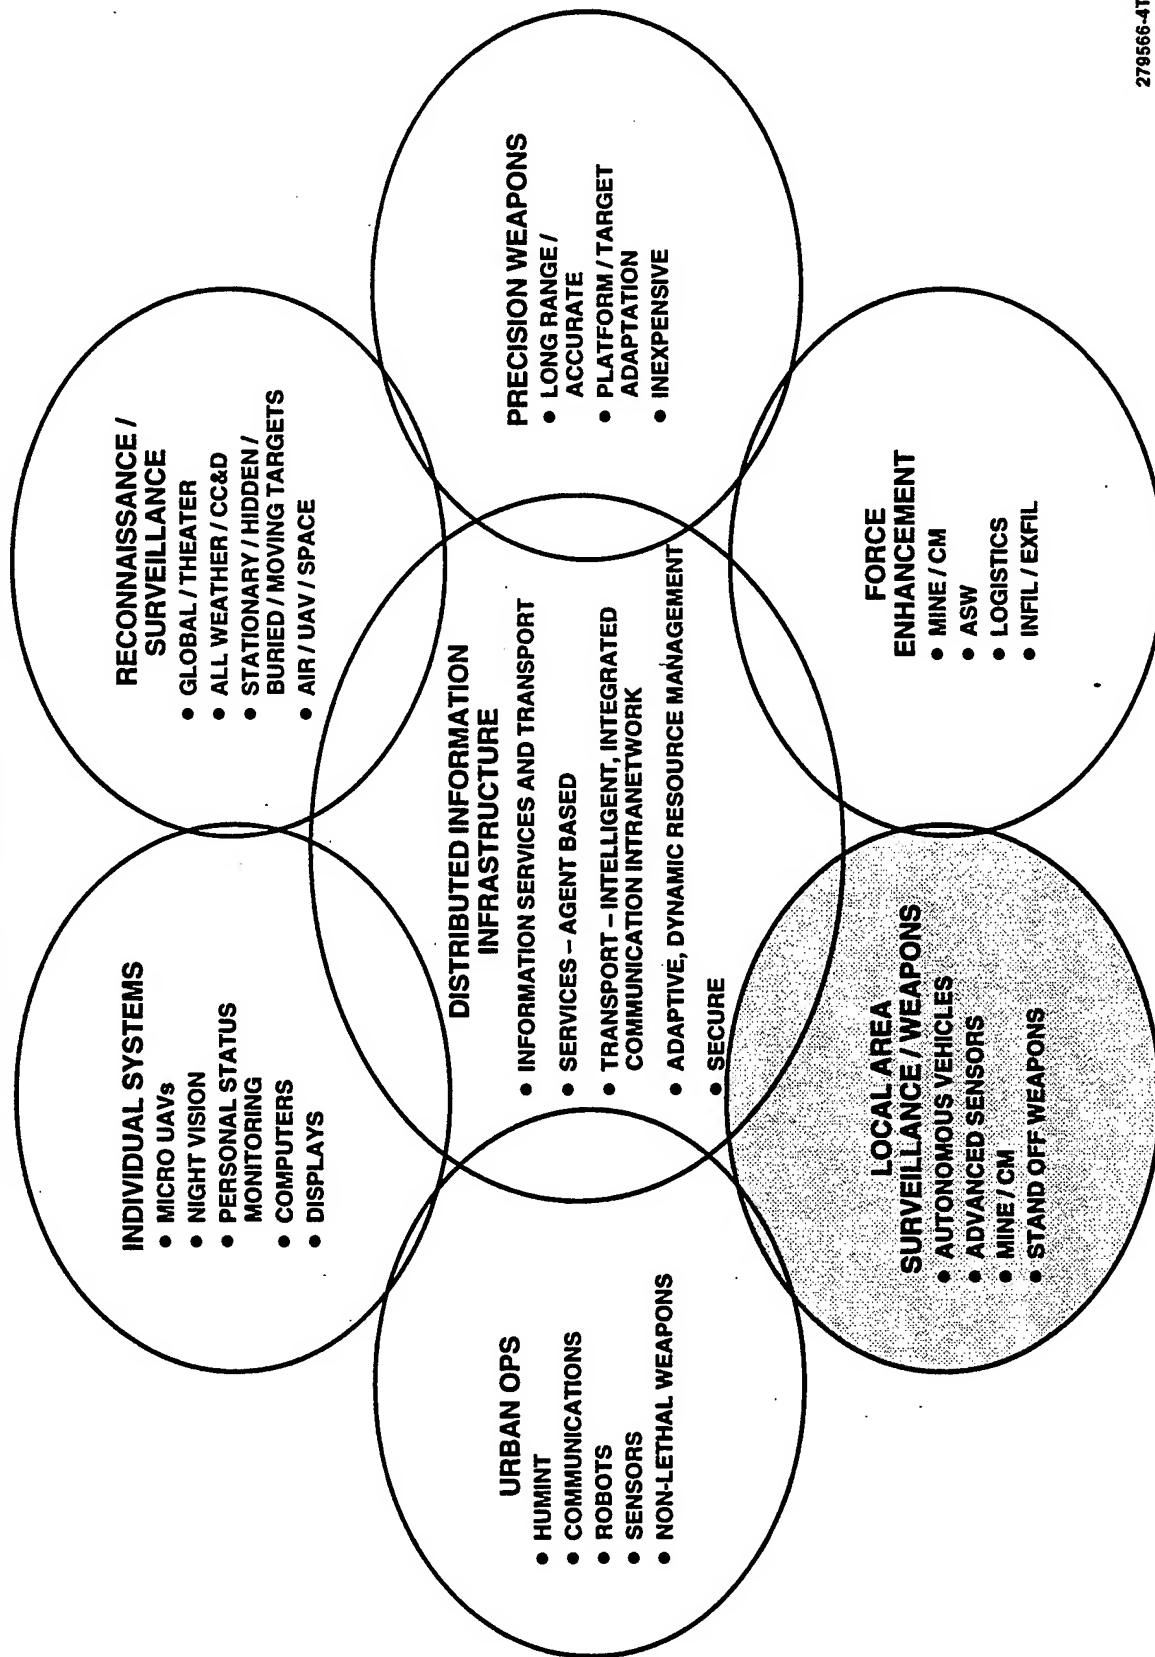 INDIVIDUAL SYSTEMS
● MICRO UAVs
● NIGHT VISION
● PERSONAL STATUS
MONITORING
● COMPUTERS
● DISPLAYS
RECONNAISSANCE /
SURVEILLANCE
● GLOBAL / THEATER
● ALL WEATHER / CC&D
● STATIONARY / HIDDEN /
BURIED / MOVING TARGETS
● AIR / UAV / SPACE
URBAN OPS
● HUMINT
● COMMUNICATIONS
● ROBOTS
● SENSORS
● NON-LETHAL WEAPONS
DISTRIBUTED INFORMATION
INFRASTRUCTURE
● INFORMATION SERVICES AND TRANSPORT
● SERVICES – AGENT BASED
● TRANSPORT – INTELLIGENT, INTEGRATED
COMMUNICATION INTRANETWORK
● ADAPTIVE, DYNAMIC RESOURCE MANAGEMENT
● SECURE
PRECISION WEAPONS
● LONG RANGE /
ACCURATE
● PLATFORM / TARGET
ADAPTATION
● INEXPENSIVE
LOCAL AREA
SURVEILLANCE / WEAPONS
● AUTONOMOUS VEHICLES
● ADVANCED SENSORS
● MINE / CM
● STAND OFF WEAPONS
FORCE
ENHANCEMENT
● MINE / CM
● ASW
● LOGISTICS
● INFIL / EXFIL
279566-4T